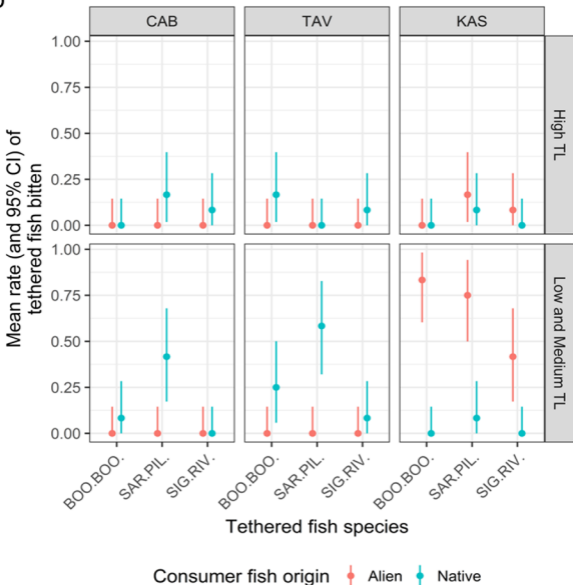 CAB TAV KAS
1.00
0.75
0.50
0.25
0.00
High TL
1.00
0.75
0.50
0.25
0.00
Low and Medium TL
Mean rate (and 95% CI) of
tethered fish bitten
BOO.BOO. SAR.PIL. SIG.RIV. BOO.BOO. SAR.PIL. SIG.RIV. BOO.BOO. SAR.PIL. SIG.RIV.
Tethered fish species
Consumer fish origin Alien Native